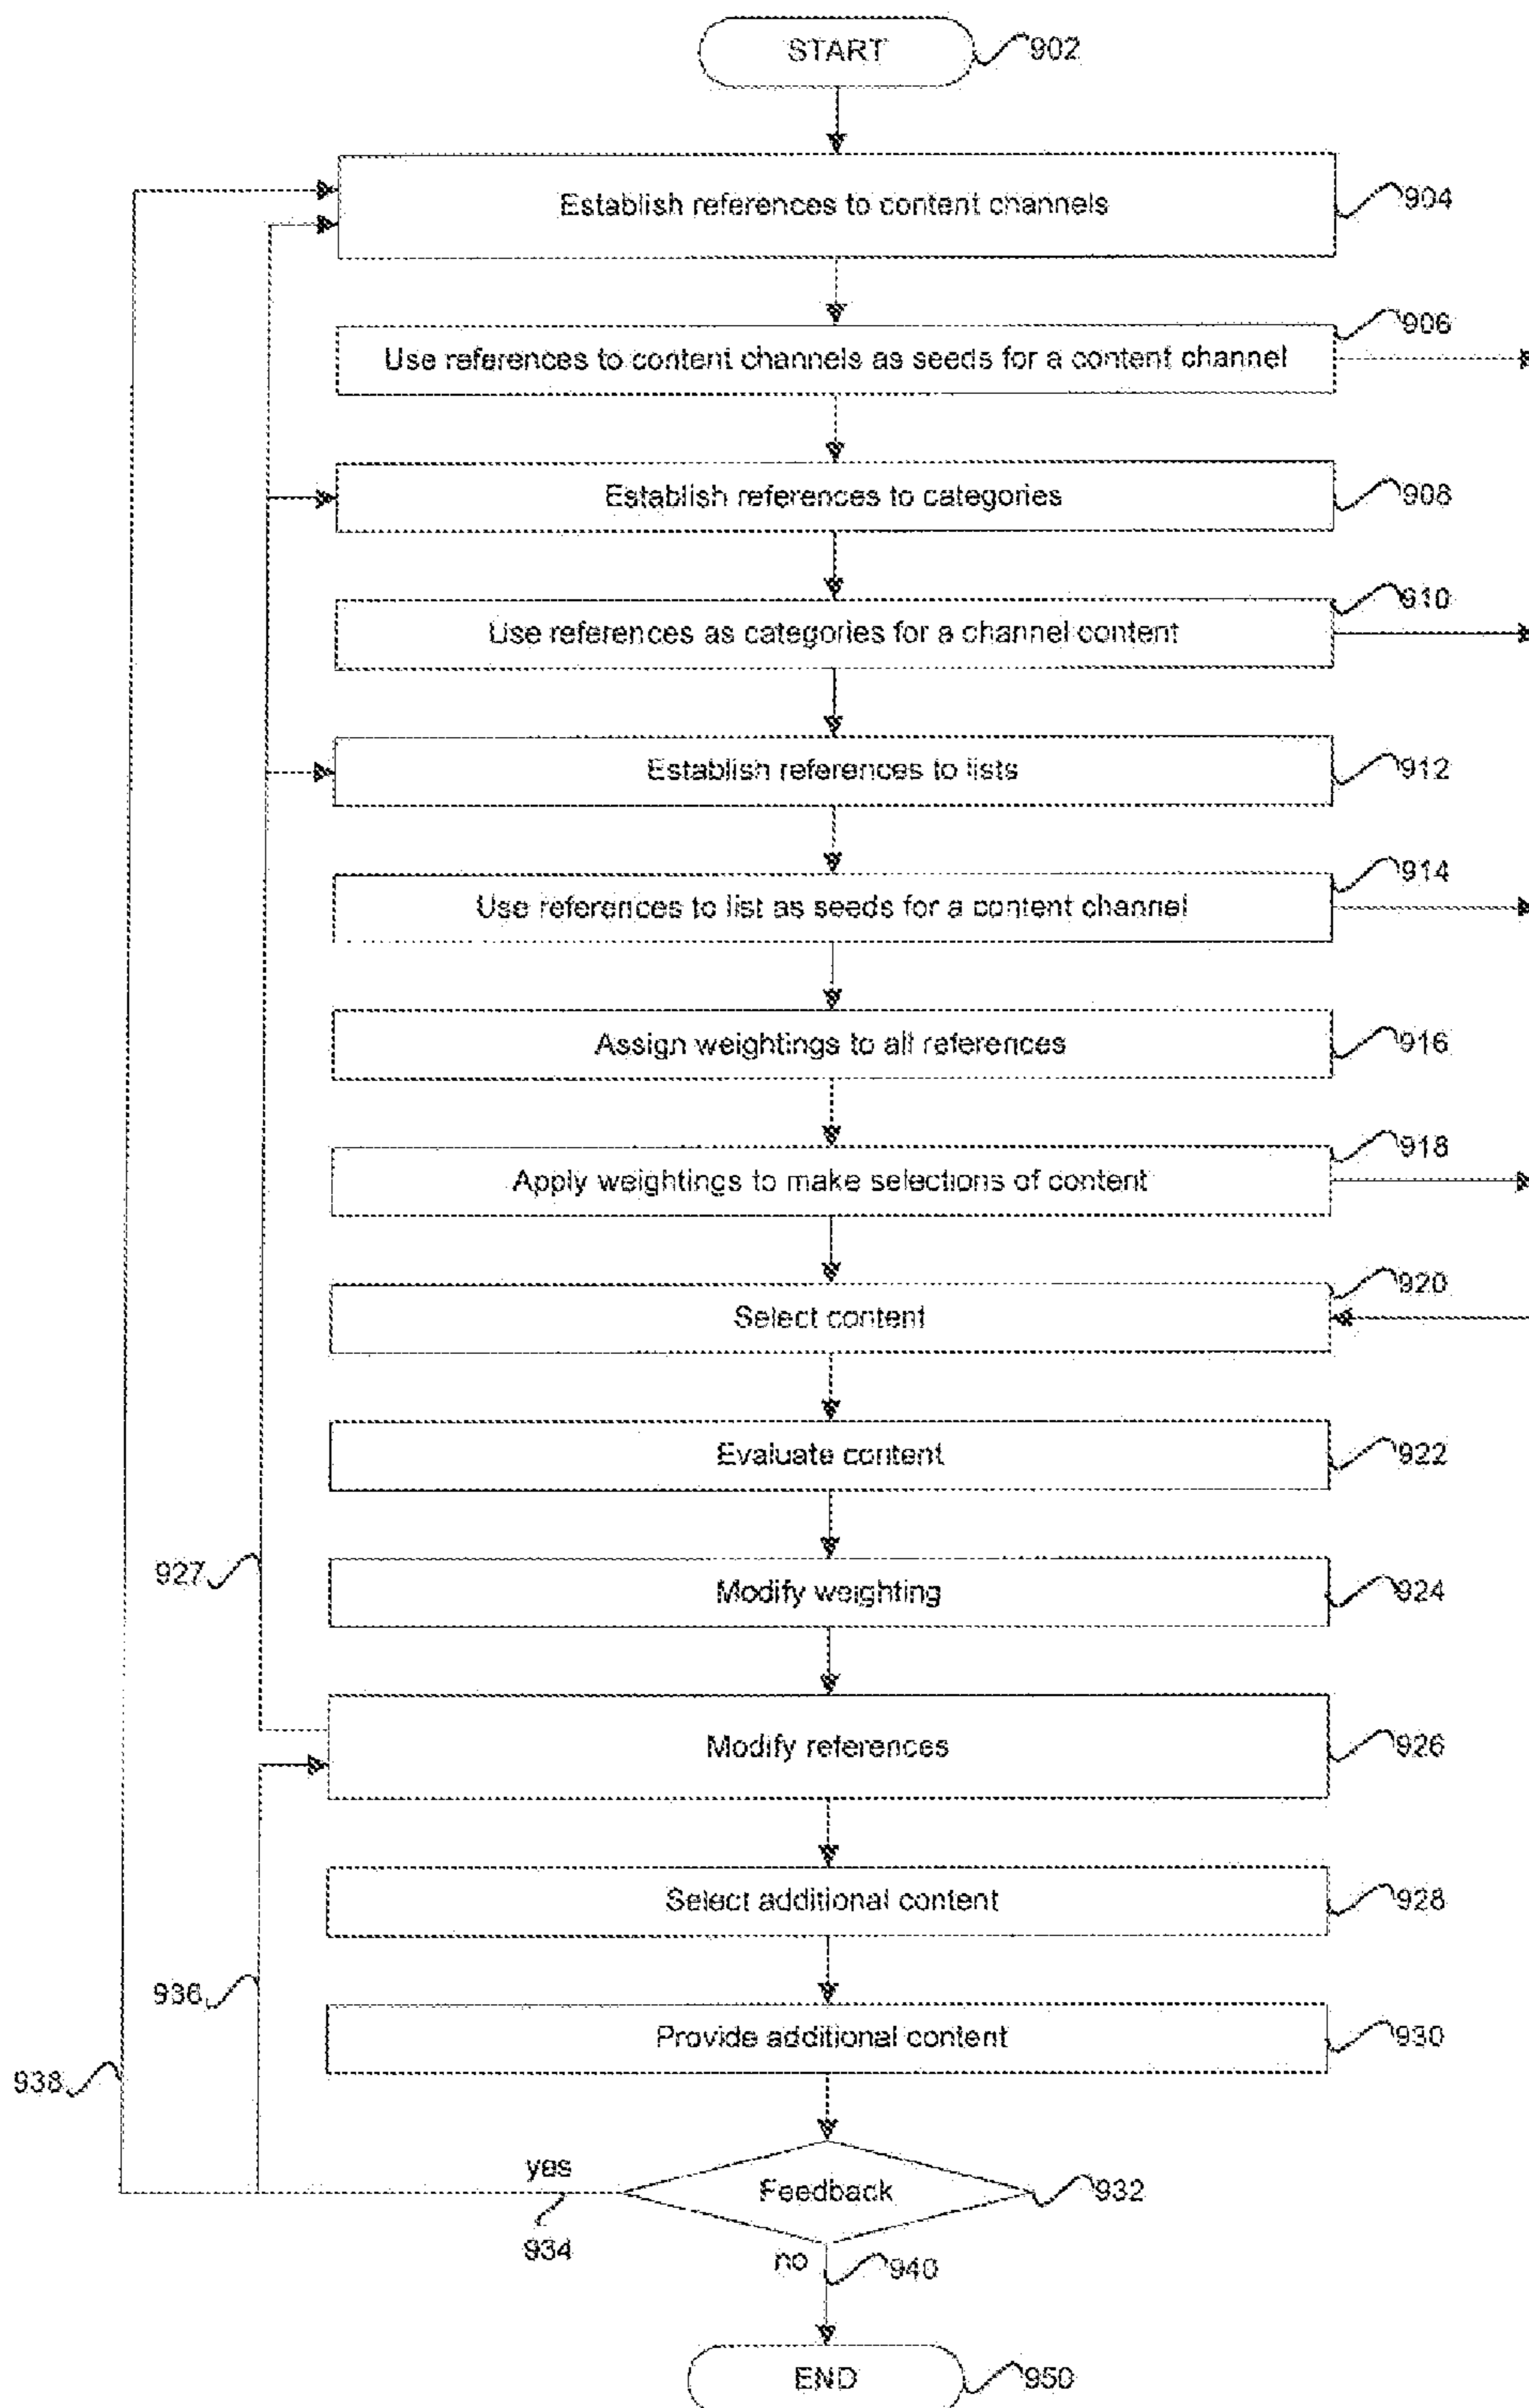 START
902
Establish references to content channels
904
906
Use references to content channels as seeds for a content channel
Establish references to categories
908
910
Use references as categories for a channel content
Establish references to lists
912
914
Use references to list as seeds for a content channel
Assign weightings to all references
916
918
Apply weightings to make selections of content
920
Select content
Evaluate content
922
927
Modify weighting
924
Modify references
926
Select additional content
928
936
Provide additional content
930
938
yes
Feedback
932
934
no
940
END
950